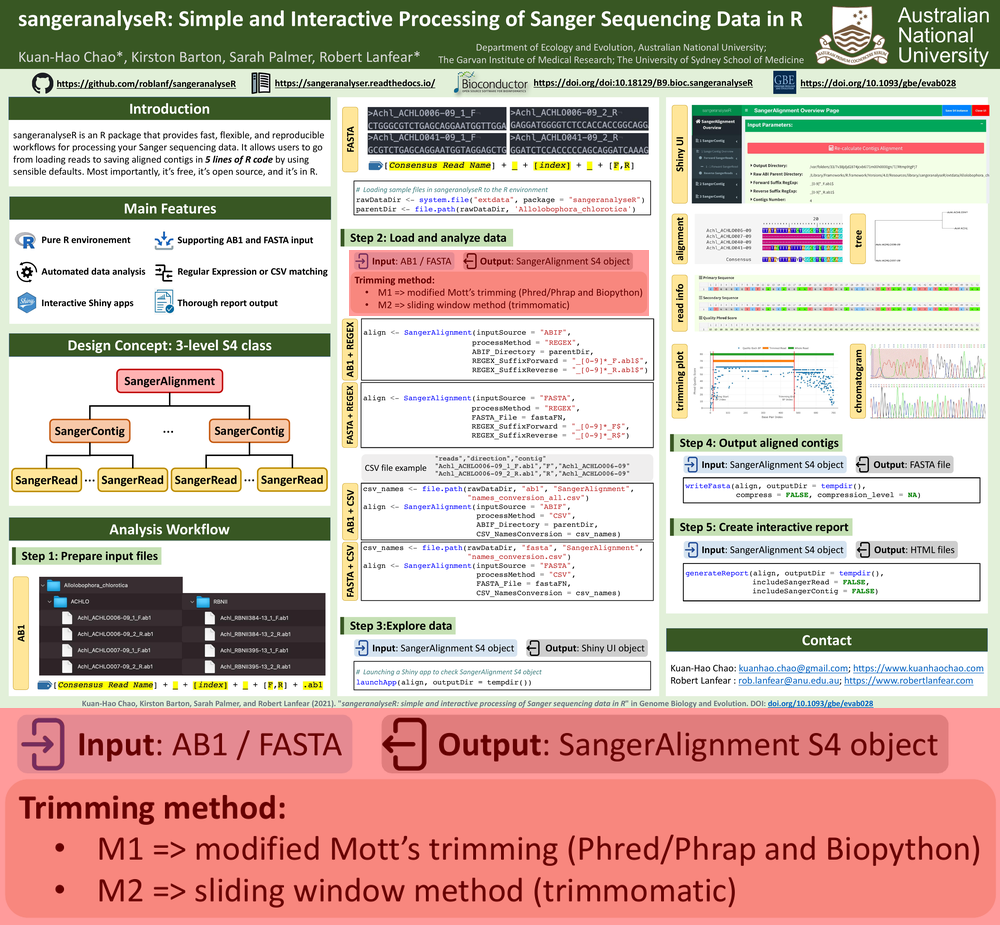 sangeranalyseR: Simple and Interactive Processing of Sanger Sequencing Data in R
Kuan-Hao Chao*, Kirston Barton, Sarah Palmer, Robert Lanfear*
Department of Ecology and Evolution, Australian National University;
The Garvan Institute of Medical Research; The University of Sydney School of Medicine
Australian
National
University
https://github.com/roblanf/sangeranalyseR
https://sangeranalyser.readthedocs.io/
Bioconductor
https://doi.org/doi:10.18129/B9.bioc.sangeranalyseR
GBE
https://doi.org/10.1093/gbe/evab028
Introduction
sangeranalyseR is an R package that provides fast, flexible, and reproducible
workflows for processing your Sanger sequencing data. It allows users to go
from loading reads to saving aligned contigs in 5 lines of R code by using
sensible defaults. Most importantly, it's free, it's open source, and it's in R.
Main Features
Pure R environement
Supporting AB1 and FASTA input
Automated data analysis
Regular Expression or CSV matching
Interactive Shiny apps
Thorough report output
Design Concept: 3-level S4 class
SangerAlignment
SangerContig
...
SangerContig
SangerRead ... SangerRead SangerRead ... SangerRead
Analysis Workflow
Step 1: Prepare input files
AB1
Allolobophora_chlorotica
ACHLO
RBNII
Achl_ACHLO006-09_1_F.ab1
Achl_RBNII384-13_1_F.ab1
Achl_ACHLO006-09_2_R.ab1
Achl_RBNII384-13_2_R.ab1
Achl_ACHLO007-09_1_F.ab1
Achl_RBNII395-13_1_F.ab1
Achl_ACHLO007-09_2_R.ab1
Achl_RBNII395-13_2_R.ab1
[Consensus Read Name] + _ + [index] + _ + [F,R] + .ab1
FASTA
>Achl_ACHLO006-09_1_F
CTGGGCGTCTGAGCAGGAATGGTTGGA
>Achl_ACHLO006-09_2_R
GAGGATGGGGTCTCCACCACCGGCAGG
>Achl_ACHLO041-09_1_F
GCGTCTGAGCAGGAATGGTAGGCTG
>Achl_ACHLO041-09_2_R
GGATCTCCACCCCCAGCAGGATCAAAG
[Consensus Read Name] + _ + [index] + _ + [F,R]
# Loading sample files in sangeranalyseR to the R environment
rawDataDir <- system.file("extdata", package = "sangeranalyseR")
parentDir <- file.path(rawDataDir, 'Allolobophora_chlorotica')
Step 2: Load and analyze data
Input: AB1 / FASTA
Output: SangerAlignment S4 object
Trimming method:
• M1 => modified Mott's trimming (Phred/Phrap and Biopython)
• M2 => sliding window method (trimmomatic)
AB1 + REGEX
align <- SangerAlignment(inputSource = "ABIF",
processMethod = "REGEX",
ABIF_Directory = parentDir,
REGEX_SuffixForward = "_[0-9]*_F.ab1$",
REGEX_SuffixReverse = "_[0-9]*_R.ab1$")
FASTA + REGEX
align <- SangerAlignment(inputSource = "FASTA",
processMethod = "REGEX",
FASTA_File = fastaFN,
REGEX_SuffixForward = "_[0-9]*_F$",
REGEX_SuffixReverse = "_[0-9]*_R$")
CSV file example
"reads","direction","contig"
"Achl_ACHLO006-09_1_F.ab1","F","Achl_ACHLO006-09"
"Achl_ACHLO006-09_2_R.ab1","R","Achl_ACHLO006-09"
AB1 + CSV
csv_names <- file.path(rawDataDir, "ab1", "SangerAlignment",
"names_conversion_all.csv")
align <- SangerAlignment(inputSource = "ABIF",
processMethod = "CSV",
ABIF_Directory = parentDir,
CSV_NamesConversion = csv_names)
FASTA + CSV
csv_names <- file.path(rawDataDir, "fasta", "SangerAlignment",
"names_conversion.csv")
align <- SangerAlignment(inputSource = "FASTA",
processMethod = "CSV",
FASTA_File = fastaFN,
CSV_NamesConversion = csv_names)
Step 3:Explore data
Input: SangerAlignment S4 object
Output: Shiny UI object
# Launching a Shiny app to check SangerAlignment S4 object
launchApp(align, outputDir = tempdir())
Shiny UI
SangerAlignment Overview Page
SangerAlignment
Overview
Input Parameters:
Re-calculate Contigs Alignment
Output Directory:
Raw ABI Parent Directory:
Forward Suffix RegExp:
Reverse Suffix RegExp:
Contigs Number:
alignment
20
Achl_ACHLO006-09
Achl_ACHLO007-09
Achl_ACHLO040-09
Achl_ACHLO041-09
Consensus
tree
read info
Primary Sequence
Secondary Sequence
Quality Phred Score
trimming plot
chromatogram
Step 4: Output aligned contigs
Input: SangerAlignment S4 object
Output: FASTA file
writeFasta(align, outputDir = tempdir(),
compress = FALSE, compression_level = NA)
Step 5: Create interactive report
Input: SangerAlignment S4 object
Output: HTML files
generateReport(align, outputDir = tempdir(),
includeSangerRead = FALSE,
includeSangerContig = FALSE)
Contact
Kuan-Hao Chao: kuanhao.chao@gmail.com; https://www.kuanhaochao.com
Robert Lanfear : rob.lanfear@anu.edu.au; https://www.robertlanfear.com
Kuan-Hao Chao, Kirston Barton, Sarah Palmer, and Robert Lanfear (2021). "sangeranalyseR: simple and interactive processing of Sanger sequencing data in R" in Genome Biology and Evolution. DOI: doi.org/10.1093/gbe/evab028
Input: AB1 / FASTA
Output: SangerAlignment S4 object
Trimming method:
• M1 => modified Mott's trimming (Phred/Phrap and Biopython)
• M2 => sliding window method (trimmomatic)